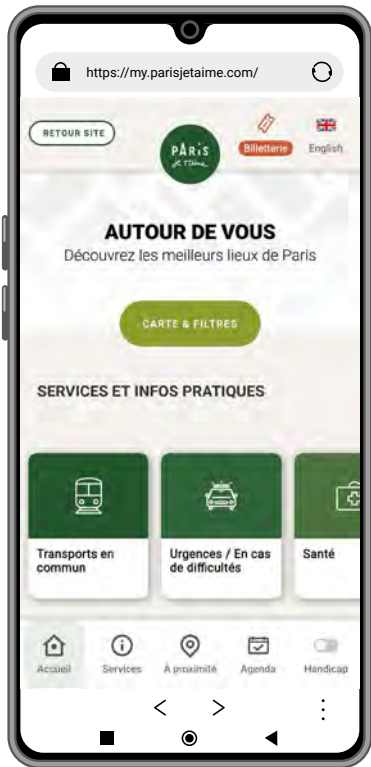 https://my.parisjetaime.com/
RETOUR SITE
PARIS
je t'aime
Billetterie
English
AUTOUR DE VOUS
Découvrez les meilleurs lieux de Paris
CARTE & FILTRES
SERVICES ET INFOS PRATIQUES
Transports en
commun
Urgences / En cas
de difficultés
Santé
Accueil
Services
À proximité
Agenda
Handicap